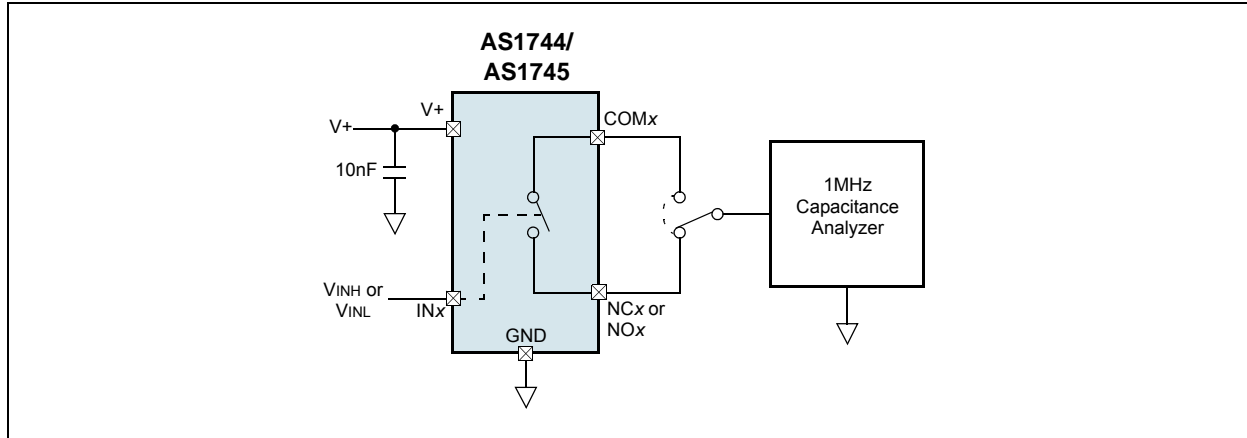 AS1744/
AS1745
V+
V+
10nF
COMx
1MHz
Capacitance
Analyzer
VINH or
VINL
INx
NCx or
NOx
GND